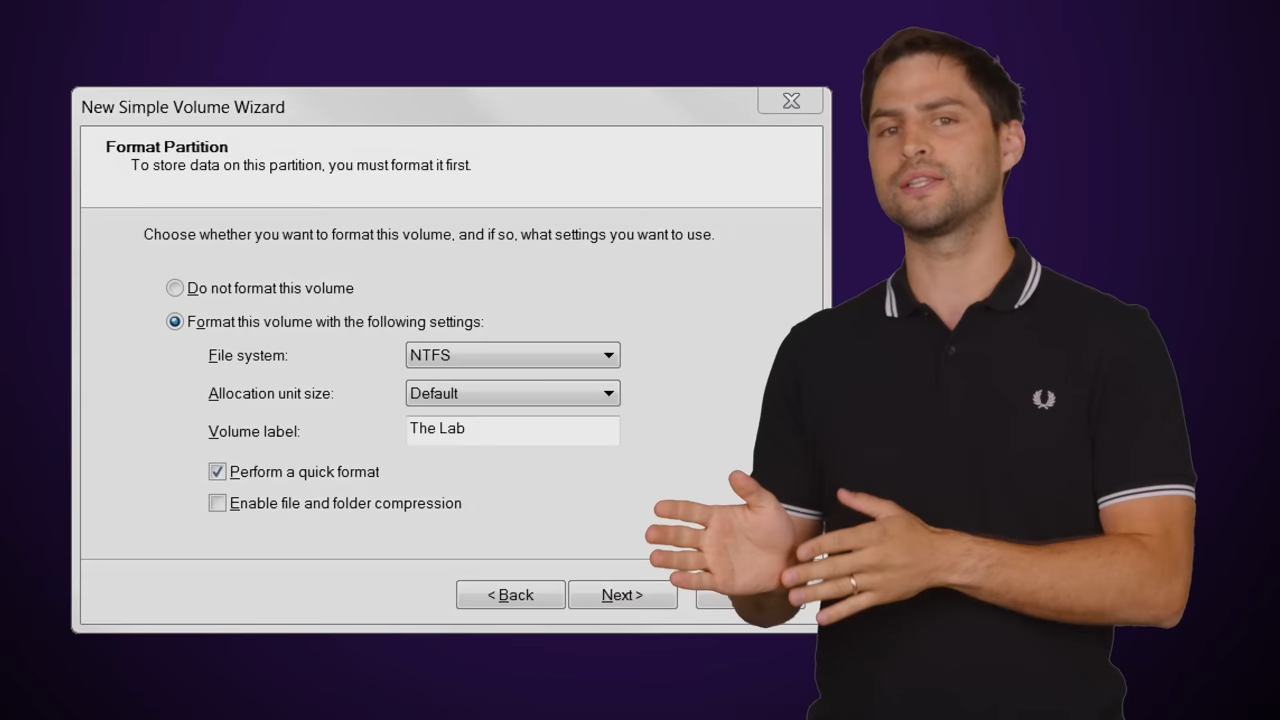 New Simple Volume Wizard
Format Partition
To store data on this partition, you must format it first.
Choose whether you want to format this volume, and if so, what settings you want to use.
Do not format this volume
Format this volume with the following settings:
File system: NTFS
Allocation unit size: Default
Volume label: The Lab
Perform a quick format
Enable file and folder compression
< Back Next >